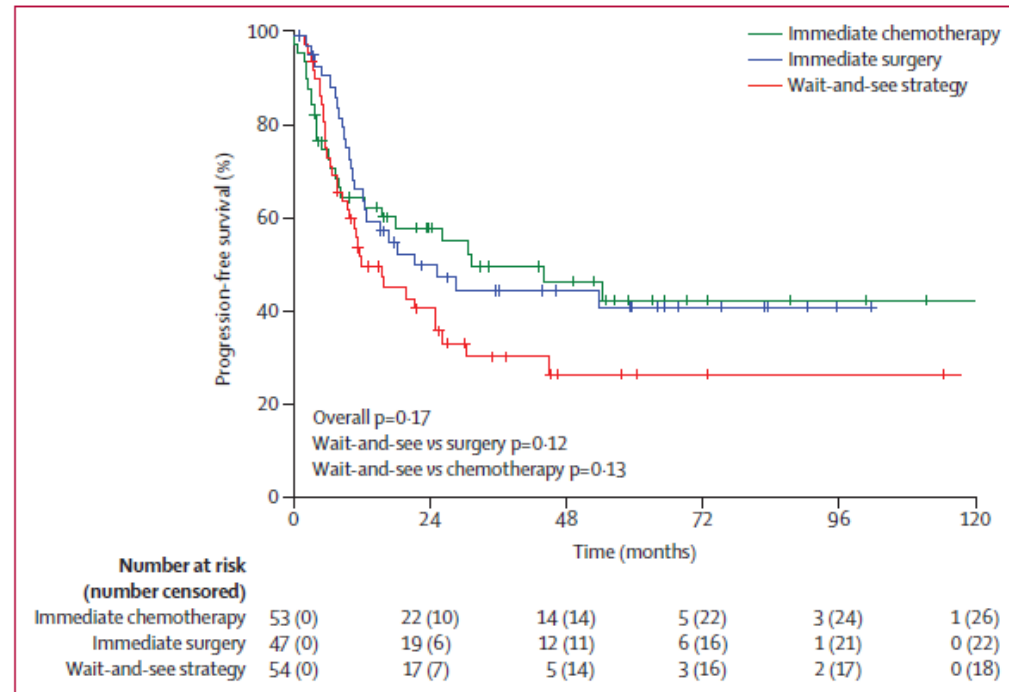 100
80
60
40
20
0
Progression-free survival (%)
Immediate chemotherapy
Immediate surgery
Wait-and-see strategy
Overall p=0·17
Wait-and-see vs surgery p=0·12
Wait-and-see vs chemotherapy p=0·13
0 24 48 72 96 120
Time (months)
Number at risk
(number censored)
Immediate chemotherapy 53 (0) 22 (10) 14 (14) 5 (22) 3 (24) 1 (26)
Immediate surgery 47 (0) 19 (6) 12 (11) 6 (16) 1 (21) 0 (22)
Wait-and-see strategy 54 (0) 17 (7) 5 (14) 3 (16) 2 (17) 0 (18)